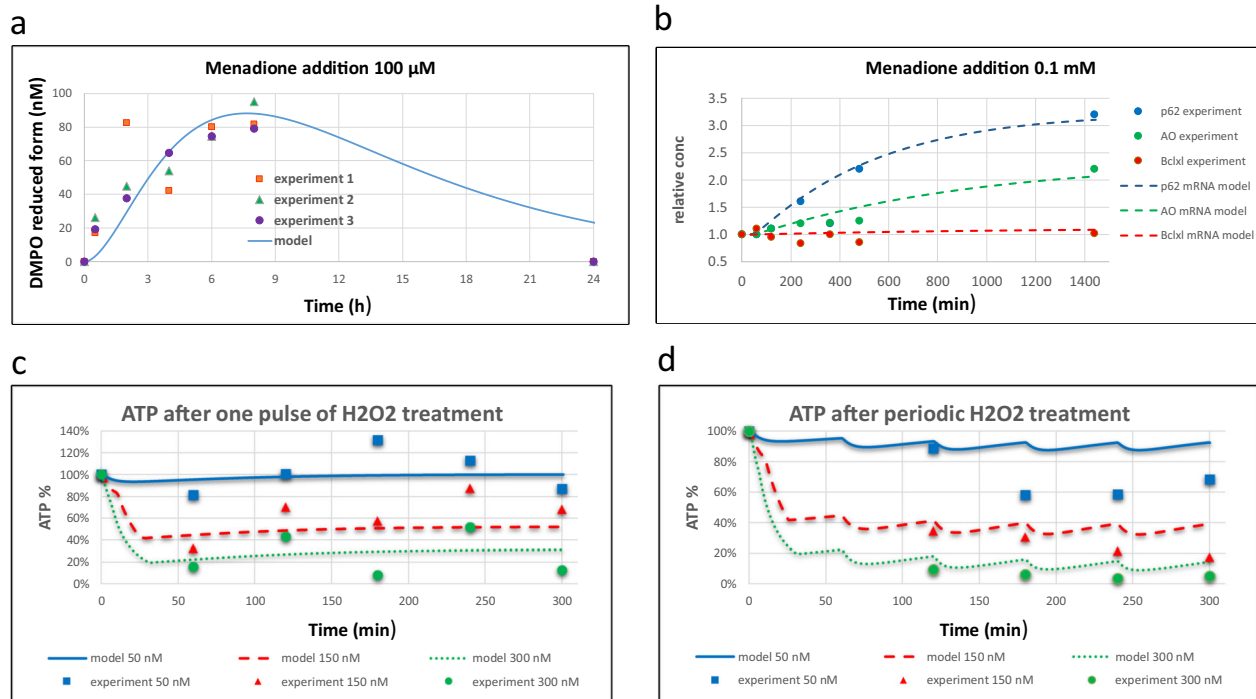 a
Menadione addition 100 µM
DMPO reduced form (nM)
100
80
60
40
20
0
experiment 1
experiment 2
experiment 3
model
0
3
6
9
12
15
18
21
24
Time (h)
b
Menadione addition 0.1 mM
relative conc
3.5
3.0
2.5
2.0
1.5
1.0
0.5
0
200
400
600
800
1000
1200
1400
Time (min)
p62 experiment
AO experiment
Bclxl experiment
p62 mRNA model
AO mRNA model
Bclxl mRNA model
c
ATP after one pulse of H2O2 treatment
ATP %
140%
120%
100%
80%
60%
40%
20%
0%
0
50
100
150
200
250
300
Time (min)
model 50 nM
model 150 nM
model 300 nM
experiment 50 nM
experiment 150 nM
experiment 300 nM
d
ATP after periodic H2O2 treatment
ATP %
100%
80%
60%
40%
20%
0%
0
50
100
150
200
250
300
Time (min)
model 50 nM
model 150 nM
model 300 nM
experiment 50 nM
experiment 150 nM
experiment 300 nM